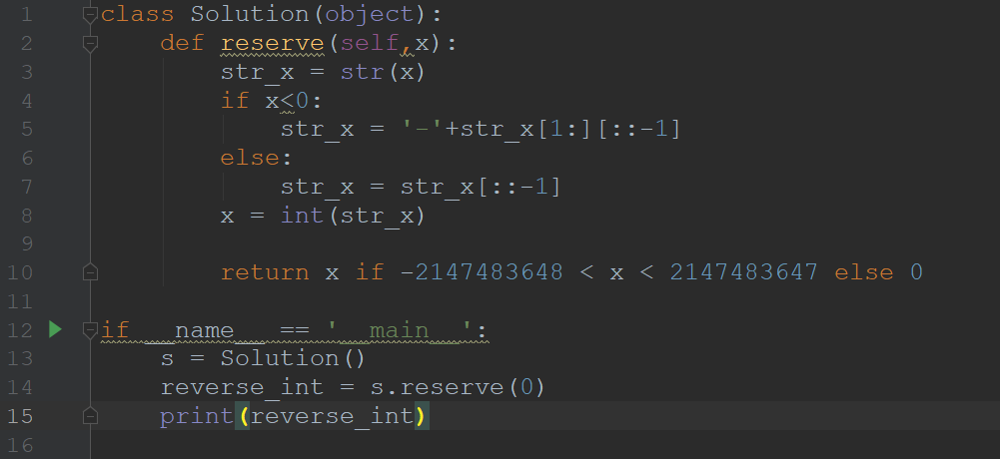 1 class Solution(object):
2     def reserve(self,x):
3         str_x = str(x)
4         if x<0:
5             str_x = '-'+str_x[1:][::-1]
6         else:
7             str_x = str_x[::-1]
8         x = int(str_x)
9
10         return x if -2147483648 < x < 2147483647 else 0
11
12 if __name__ == '__main__':
13     s = Solution()
14     reverse_int = s.reserve(0)
15     print(reverse_int)
16